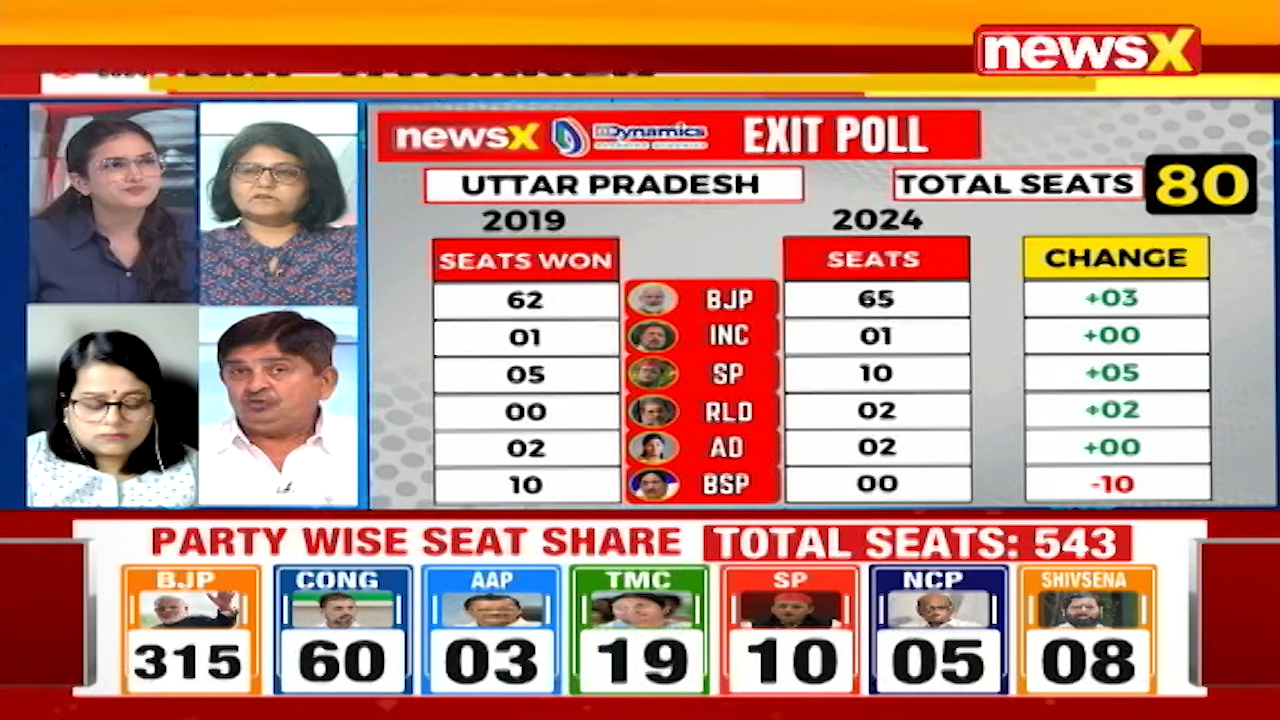 newsX
newsX Dynamics EXIT POLL
UTTAR PRADESH TOTAL SEATS 80
2019 2024
SEATS WON SEATS CHANGE
62 BJP 65 +03
01 INC 01 +00
05 SP 10 +05
00 RLD 02 +02
02 AD 02 +00
10 BSP 00 -10
PARTY WISE SEAT SHARE TOTAL SEATS: 543
BJP CONG AAP TMC SP NCP SHIVSENA
315 60 03 19 10 05 08